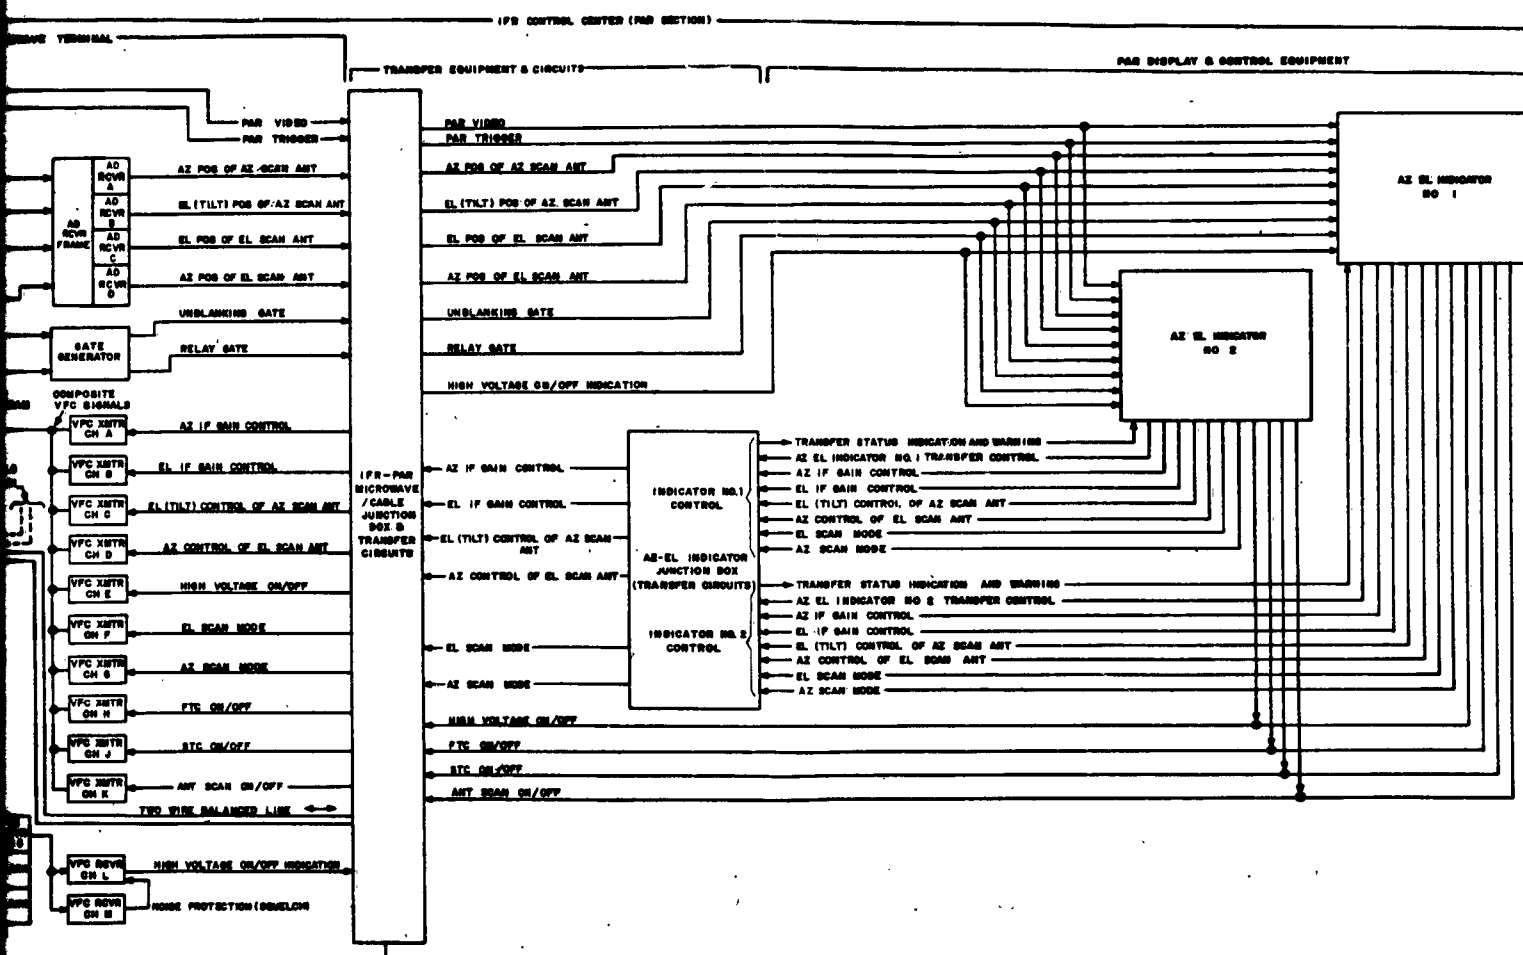 IFR CONTROL CENTER (PAR SECTION)
TERMINAL
TRANSFER EQUIPMENT & CIRCUITS
PAR DISPLAY & CONTROL EQUIPMENT
PAR VIDEO
PAR TRIGGER
AD RCVR FRAME
AD RCVR A
AD RCVR B
AD RCVR C
AD RCVR D
AZ POS OF AZ SCAN ANT
EL (TILT) POS OF AZ SCAN ANT
EL POS OF EL SCAN ANT
AZ POS OF EL SCAN ANT
UNBLANKING GATE
GATE
GENERATOR
RELAY GATE
COMPOSITE
VFC SIGNALS
VFC XMTR
CH A
AZ IF GAIN CONTROL
VFC XMTR
CH B
EL IF GAIN CONTROL
VFC XMTR
CH C
EL (TILT) CONTROL OF AZ SCAN ANT
VFC XMTR
CH D
AZ CONTROL OF EL SCAN ANT
VFC XMTR
CH E
HIGH VOLTAGE ON/OFF
VFC XMTR
CH F
EL SCAN MODE
VFC XMTR
CH G
AZ SCAN MODE
VFC XMTR
CH H
FTC ON/OFF
VFC XMTR
CH J
STC ON/OFF
VFC XMTR
CH K
ANT SCAN ON/OFF
TWO WIRE BALANCED LINE
VFC RCVR
CH L
HIGH VOLTAGE ON/OFF INDICATION
VFC RCVR
CH M
NOISE PROTECTION (SQUELCH)
IFR-PAR
MICROWAVE
/CABLE
JUNCTION
BOX &
TRANSFER
CIRCUITS
PAR VIDEO
PAR TRIGGER
AZ POS OF AZ SCAN ANT
EL (TILT) POS OF AZ SCAN ANT
EL POS OF EL SCAN ANT
AZ POS OF EL SCAN ANT
UNBLANKING GATE
RELAY GATE
HIGH VOLTAGE ON/OFF INDICATION
AZ IF GAIN CONTROL
EL IF GAIN CONTROL
EL (TILT) CONTROL OF AZ SCAN
ANT
AZ CONTROL OF EL SCAN ANT
EL SCAN MODE
AZ SCAN MODE
HIGH VOLTAGE ON/OFF
FTC ON/OFF
STC ON/OFF
ANT SCAN ON/OFF
INDICATOR NO.1
CONTROL
AZ-EL INDICATOR
JUNCTION BOX
(TRANSFER CIRCUITS)
INDICATOR NO. 2
CONTROL
TRANSFER STATUS INDICATION AND WARNING
AZ EL INDICATOR NO. 1 TRANSFER CONTROL
AZ IF GAIN CONTROL
EL IF GAIN CONTROL
EL (TILT) CONTROL OF AZ SCAN ANT
AZ CONTROL OF EL SCAN ANT
EL SCAN MODE
AZ SCAN MODE
TRANSFER STATUS INDICATION AND WARNING
AZ EL INDICATOR NO 2 TRANSFER CONTROL
AZ IF GAIN CONTROL
EL IF GAIN CONTROL
EL (TILT) CONTROL OF AZ SCAN ANT
AZ CONTROL OF EL SCAN ANT
EL SCAN MODE
AZ SCAN MODE
AZ EL INDICATOR
NO 1
AZ EL INDICATOR
NO 2